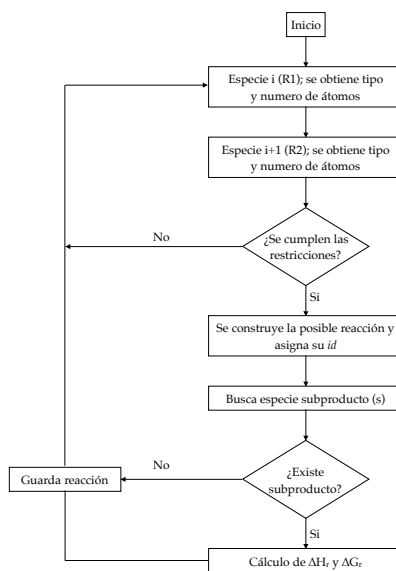 Inicio
Especie i (R1); se obtiene tipo
y numero de átomos
Especie i+1 (R2); se obtiene tipo
y numero de átomos
No
¿Se cumplen las
restricciones?
Si
Se construye la posible reacción y
asigna su id
Busca especie subproducto (s)
No
¿Existe
subproducto?
Guarda reacción
Si
Cálculo de ΔHr y ΔGr